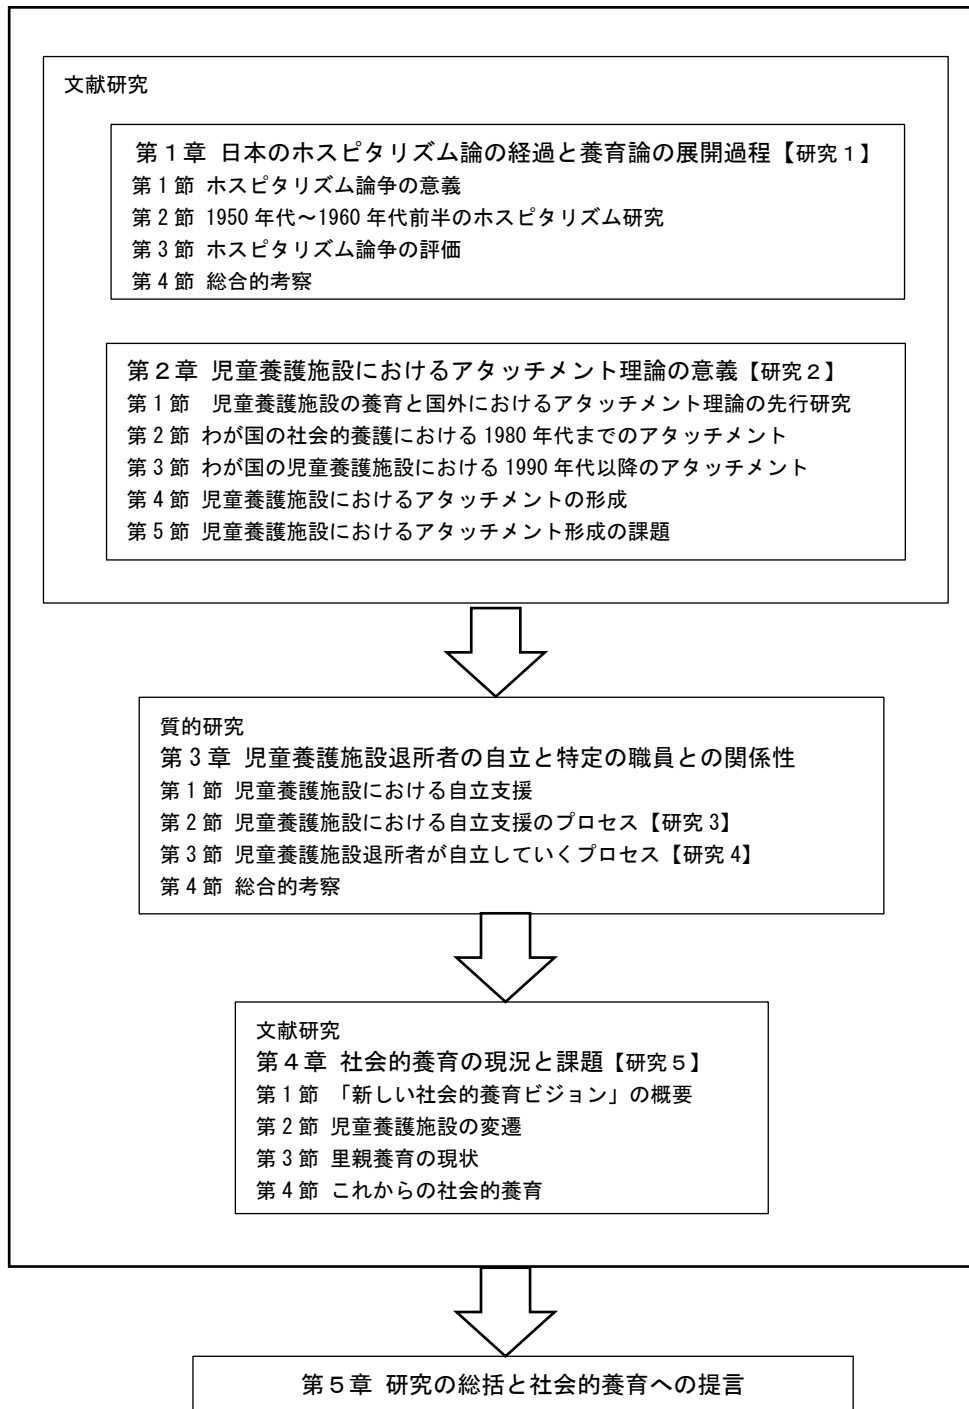 文献研究
第１章 日本のホスピタリズム論の経過と養育論の展開過程【研究１】
第１節 ホスピタリズム論争の意義
第２節 1950 年代～1960 年代前半のホスピタリズム研究
第３節 ホスピタリズム論争の評価
第４節 総合的考察
第２章 児童養護施設におけるアタッチメント理論の意義【研究２】
第１節　児童養護施設の養育と国外におけるアタッチメント理論の先行研究
第２節 わが国の社会的養護における 1980 年代までのアタッチメント
第３節 わが国の児童養護施設における 1990 年代以降のアタッチメント
第４節 児童養護施設におけるアタッチメントの形成
第５節 児童養護施設におけるアタッチメント形成の課題
質的研究
第３章 児童養護施設退所者の自立と特定の職員との関係性
第１節 児童養護施設における自立支援
第２節 児童養護施設における自立支援のプロセス【研究 3】
第３節 児童養護施設退所者が自立していくプロセス【研究 4】
第４節 総合的考察
文献研究
第４章 社会的養育の現況と課題【研究５】
第１節 「新しい社会的養育ビジョン」の概要
第２節 児童養護施設の変遷
第３節 里親養育の現状
第４節 これからの社会的養育
第５章 研究の総括と社会的養育への提言